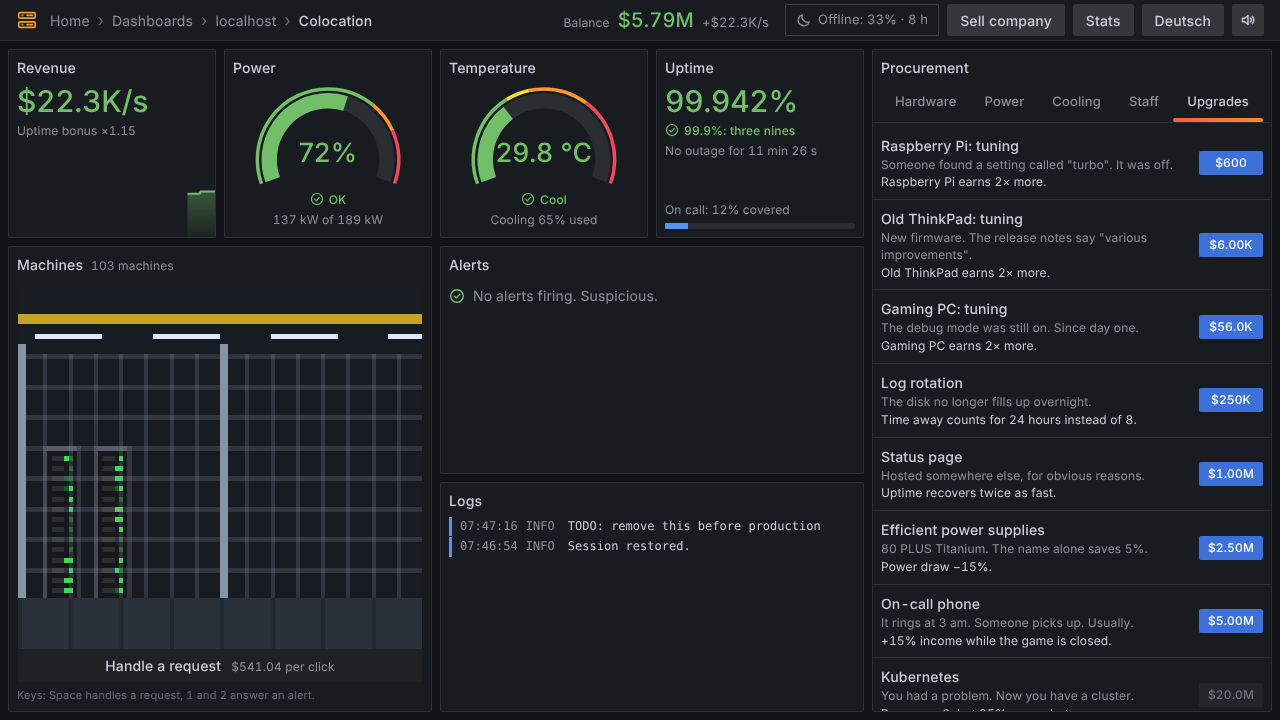 Home › Dashboards › localhost › Colocation
Balance $5.79M +$22.3K/s
Offline: 33% · 8 h
Sell company
Stats
Deutsch
Revenue
$22.3K/s
Uptime bonus ×1.15
Power
72%
OK
137 kW of 189 kW
Temperature
29.8 °C
Cool
Cooling 65% used
Uptime
99.942%
99.9%: three nines
No outage for 11 min 26 s
On call: 12% covered
Machines 103 machines
Handle a request $541.04 per click
Keys: Space handles a request, 1 and 2 answer an alert.
Alerts
No alerts firing. Suspicious.
Logs
07:47:16 INFO TODO: remove this before production
07:46:54 INFO Session restored.
Procurement
Hardware Power Cooling Staff Upgrades
Raspberry Pi: tuning
Someone found a setting called "turbo". It was off.
Raspberry Pi earns 2× more.
$600
Old ThinkPad: tuning
New firmware. The release notes say "various
improvements".
Old ThinkPad earns 2× more.
$6.00K
Gaming PC: tuning
The debug mode was still on. Since day one.
Gaming PC earns 2× more.
$56.0K
Log rotation
The disk no longer fills up overnight.
Time away counts for 24 hours instead of 8.
$250K
Status page
Hosted somewhere else, for obvious reasons.
Uptime recovers twice as fast.
$1.00M
Efficient power supplies
80 PLUS Titanium. The name alone saves 5%.
Power draw −15%.
$2.50M
On-call phone
It rings at 3 am. Someone picks up. Usually.
+15% income while the game is closed.
$5.00M
Kubernetes
You had a problem. Now you have a cluster.
$20.0M